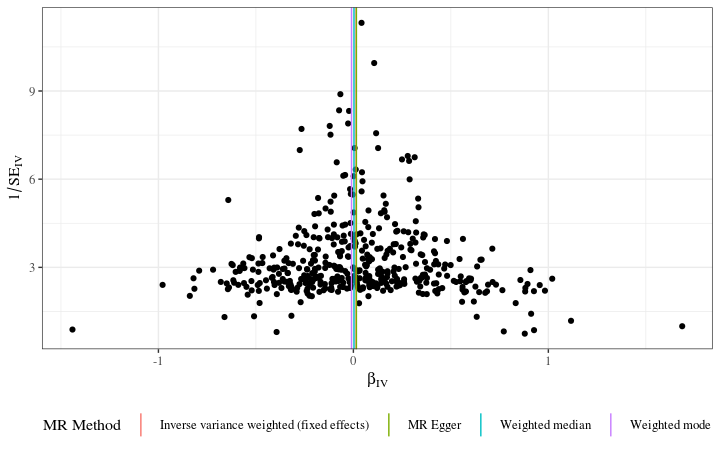 1/SE_IV
9
6
3
-1
0
1
β_IV
MR Method
Inverse variance weighted (fixed effects)
MR Egger
Weighted median
Weighted mode